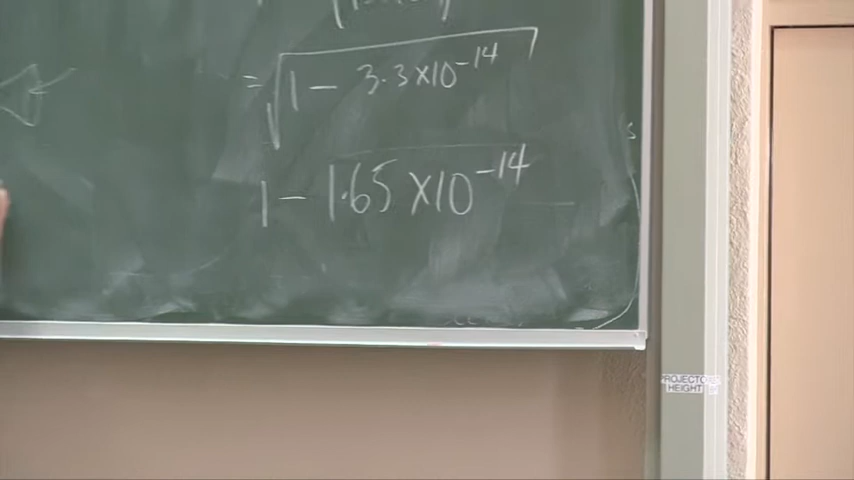 = √1 - 3.3×10⁻¹⁴
1 - 1.65 ×10⁻¹⁴
PROJECTOR
HEIGHT